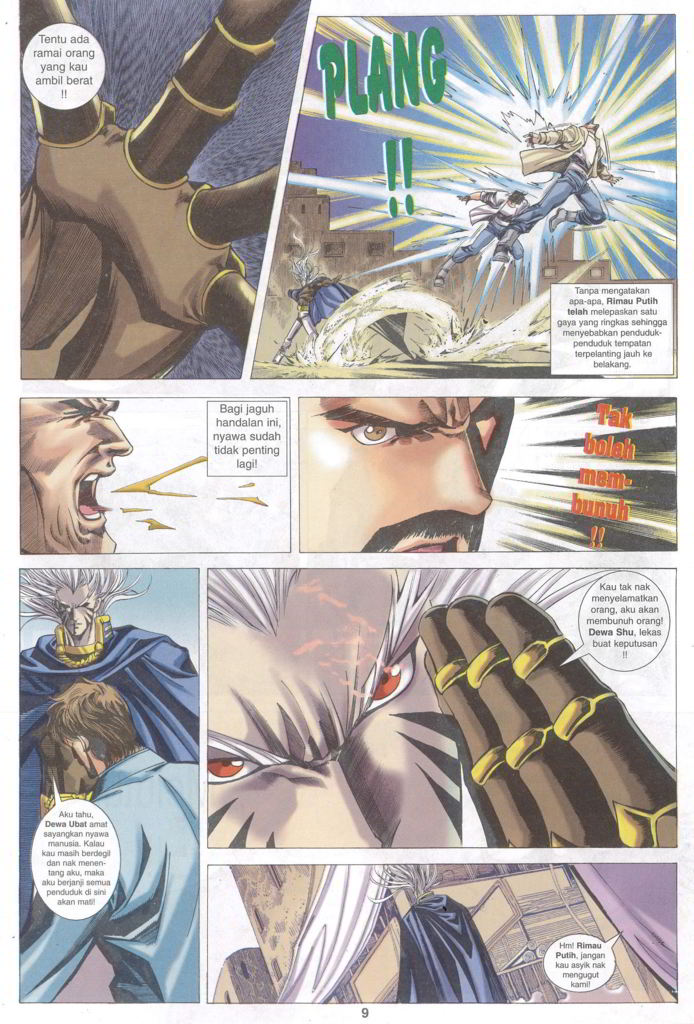 Tentu ada
ramai orang
yang kau
ambil berat
!!
PLANG
!!
Tanpa mengatakan
apa-apa, Rimau Putih
telah melepaskan satu
gaya yang ringkas sehingga
menyebabkan penduduk-
penduduk tempatan
terpelanting jauh ke
belakang.
Bagi jaguh
handalan ini,
nyawa sudah
tidak penting
lagi!
Tak
boleh
mem-
bunuh
!!
Aku tahu,
Dewa Ubat amat
sayangkan nyawa
manusia. Kalau
kau masih berdegil
dan nak menen-
tang aku, maka
aku berjanji semua
penduduk di sini
akan mati!
Kau tak nak
menyelamatkan
orang, aku akan
membunuh orang!
Dewa Shu, lekas
buat keputusan
!!
Hm! Rimau
Putih, jangan
kau asyik nak
mengugut
kami!
9